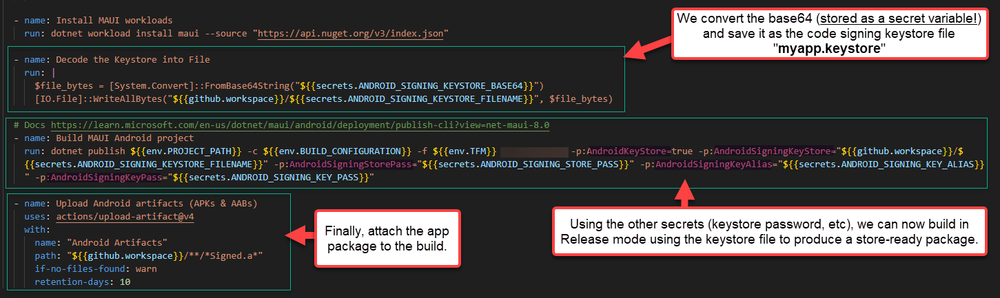 - name: Install MAUI workloads
run: dotnet workload install maui --source "https://api.nuget.org/v3/index.json"
We convert the base64 (stored as a secret variable!)
and save it as the code signing keystore file
"myapp.keystore"
- name: Decode the Keystore into File
run: |
$file_bytes = [System.Convert]::FromBase64String("${{secrets.ANDROID_SIGNING_KEYSTORE_BASE64}}")
[IO.File]::WriteAllBytes("${{github.workspace}}/${{secrets.ANDROID_SIGNING_KEYSTORE_FILENAME}}", $file_bytes)
# Docs https://learn.microsoft.com/en-us/dotnet/maui/android/deployment/publish-cli?view=net-maui-8.0
- name: Build MAUI Android project
run: dotnet publish ${{env.PROJECT_PATH}} -c ${{env.BUILD_CONFIGURATION}} -f ${{env.TFM}} -p:AndroidKeyStore=true -p:AndroidSigningKeyStore="${{github.workspace}}/$
{{secrets.ANDROID_SIGNING_KEYSTORE_FILENAME}}" -p:AndroidSigningStorePass="${{secrets.ANDROID_SIGNING_STORE_PASS}}" -p:AndroidSigningKeyAlias="${{secrets.ANDROID_SIGNING_KEY_ALIAS}}
" -p:AndroidSigningKeyPass="${{secrets.ANDROID_SIGNING_KEY_PASS}}"
- name: Upload Android artifacts (APKs & AABs)
uses: actions/upload-artifact@v4
with:
name: "Android Artifacts"
path: "${{github.workspace}}/**/*Signed.a*"
if-no-files-found: warn
retention-days: 10
Finally, attach the app
package to the build.
Using the other secrets (keystore password, etc), we can now build in
Release mode using the keystore file to produce a store-ready package.